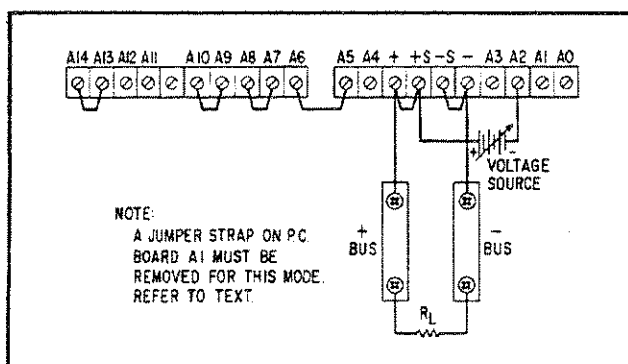 A14 A13 A12 A11 A10 A9 A8 A7 A6 A5 A4 + +S -S - A3 A2 A1 A0
+ -
VOLTAGE
SOURCE
NOTE:
A JUMPER STRAP ON P.C.
BOARD A1 MUST BE
REMOVED FOR THIS MODE.
REFER TO TEXT.
+
BUS
-
BUS
RL